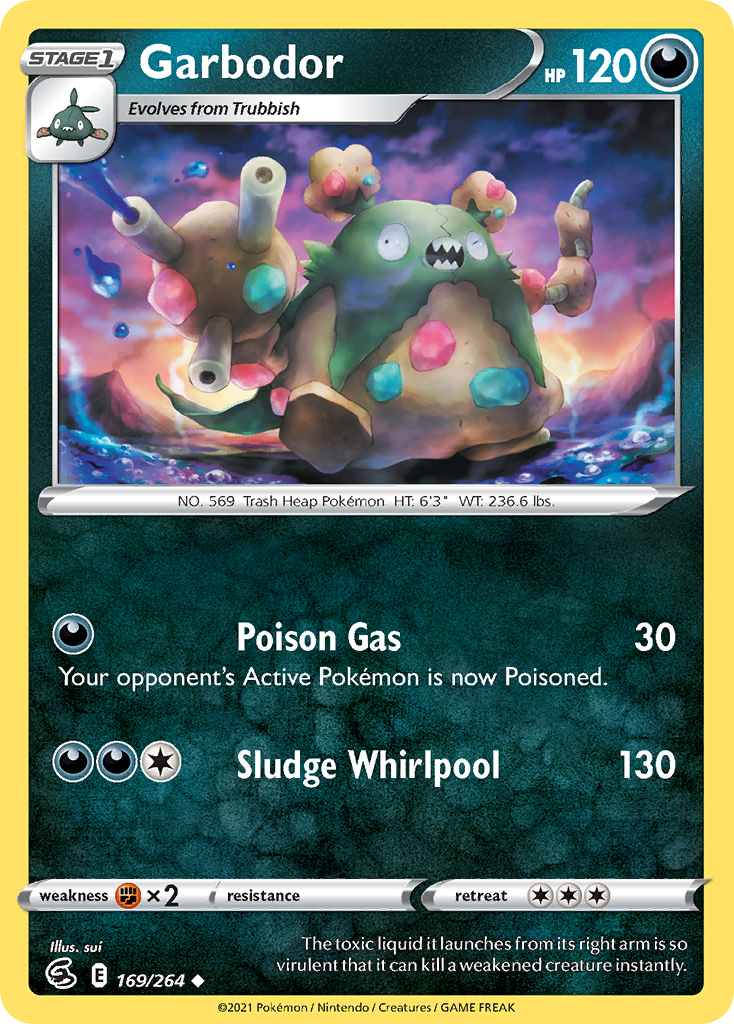 STAGE1
Garbodor
HP 120
Evolves from Trubbish
NO. 569 Trash Heap Pokémon HT: 6'3" WT: 236.6 lbs.
Poison Gas 30
Your opponent's Active Pokémon is now Poisoned.
Sludge Whirlpool 130
weakness ×2 resistance retreat
Illus. sui
The toxic liquid it launches from its right arm is so
virulent that it can kill a weakened creature instantly.
E 169/264
©2021 Pokémon / Nintendo / Creatures / GAME FREAK